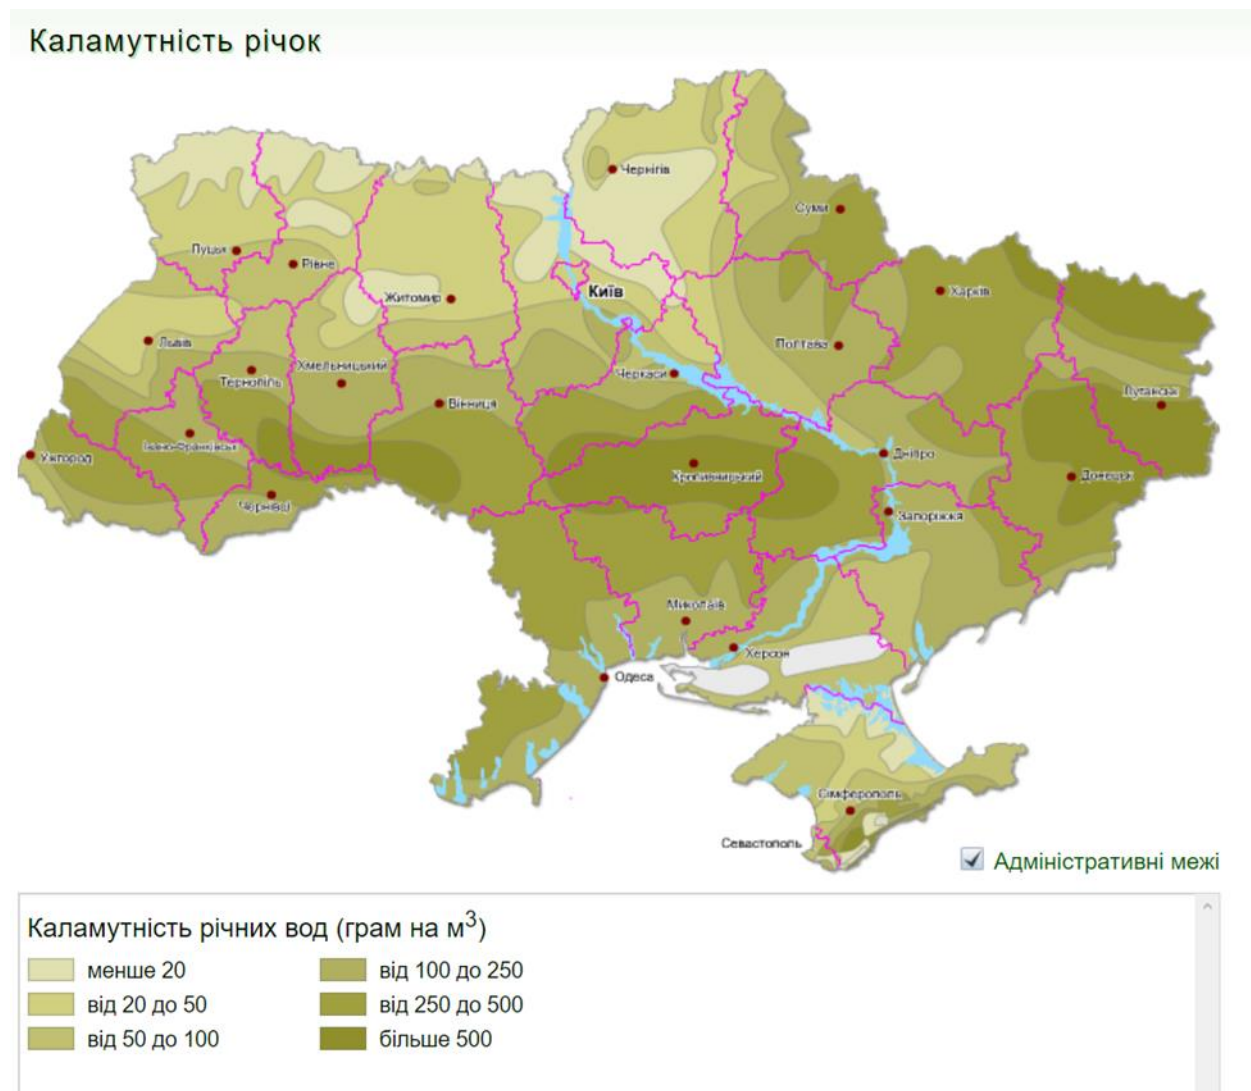 Каламутність річок
Чернігів
Суми
Луцьк
Рівне
Київ
Харків
Житомир
Львів
Полтава
Хмельницький
Тернопіль
Черкаси
Луганськ
Вінниця
Івано-Франківськ
Ужгород
Дніпро
Кропивницький
Донецьк
Чернівці
Запоріжжя
Миколаїв
Херсон
Одеса
Сімферополь
Севастополь
Адміністративні межі
Каламутність річних вод (грам на м³)
менше 20
від 20 до 50
від 50 до 100
від 100 до 250
від 250 до 500
більше 500